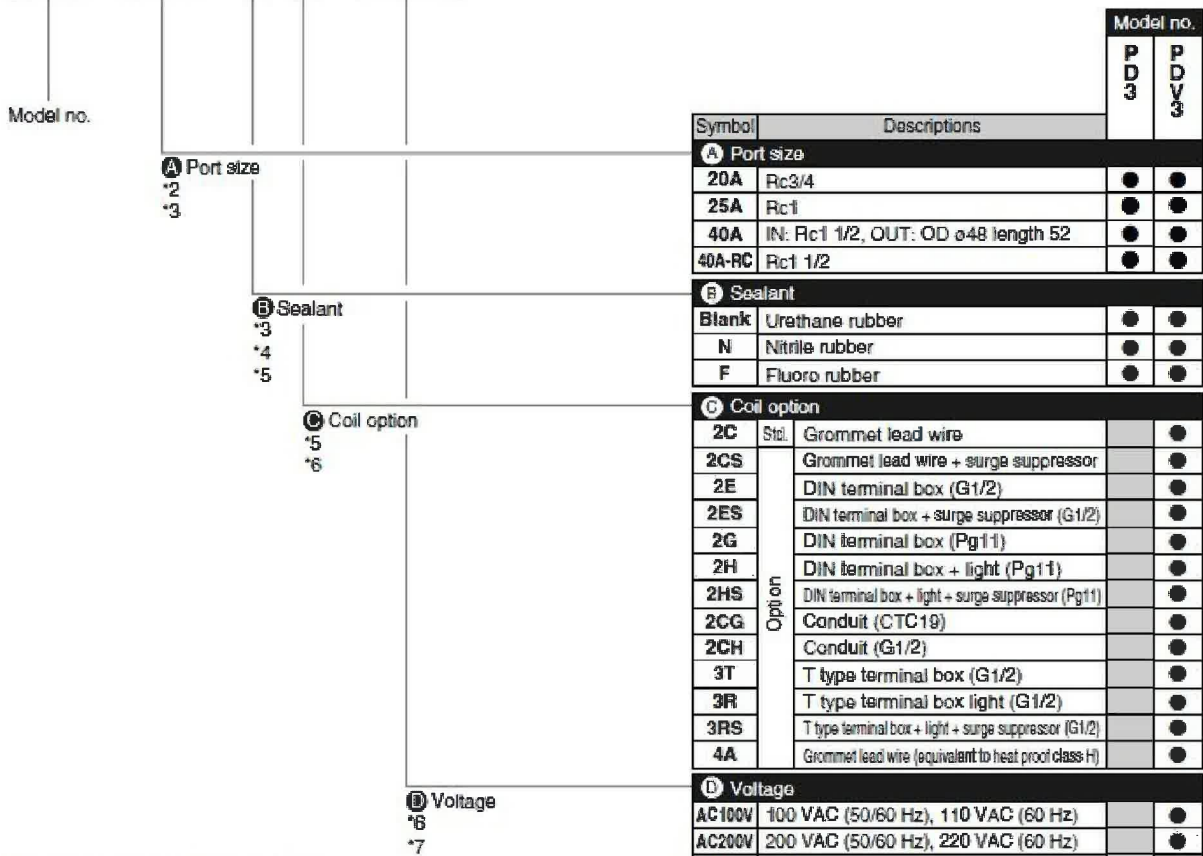 Model no.
P D 3
P D V 3
Model no.
Symbol Descriptions
A Port size
A Port size
*2
*3
20A Rc3/4 ● ●
25A Rc1 ● ●
40A IN: Rc1 1/2, OUT: OD ø48 length 52 ● ●
40A-RC Rc1 1/2 ● ●
B Sealant
B Sealant
*3
*4
*5
Blank Urethane rubber ● ●
N Nitrile rubber ● ●
F Fluoro rubber ● ●
C Coil option
C Coil option
*5
*6
2C Std. Grommet lead wire ●
Option
2CS Grommet lead wire + surge suppressor ●
2E DIN terminal box (G1/2) ●
2ES DIN terminal box + surge suppressor (G1/2) ●
2G DIN terminal box (Pg11) ●
2H DIN terminal box + light (Pg11) ●
2HS DIN terminal box + light + surge suppressor (Pg11) ●
2CG Conduit (CTC19) ●
2CH Conduit (G1/2) ●
3T T type terminal box (G1/2) ●
3R T type terminal box light (G1/2) ●
3RS T type terminal box + light + surge suppressor (G1/2) ●
4A Grommet lead wire (equivalent to heat proof class H) ●
D Voltage
D Voltage
*6
*7
AC100V 100 VAC (50/60 Hz), 110 VAC (60 Hz) ●
AC200V 200 VAC (50/60 Hz), 220 VAC (60 Hz) ●